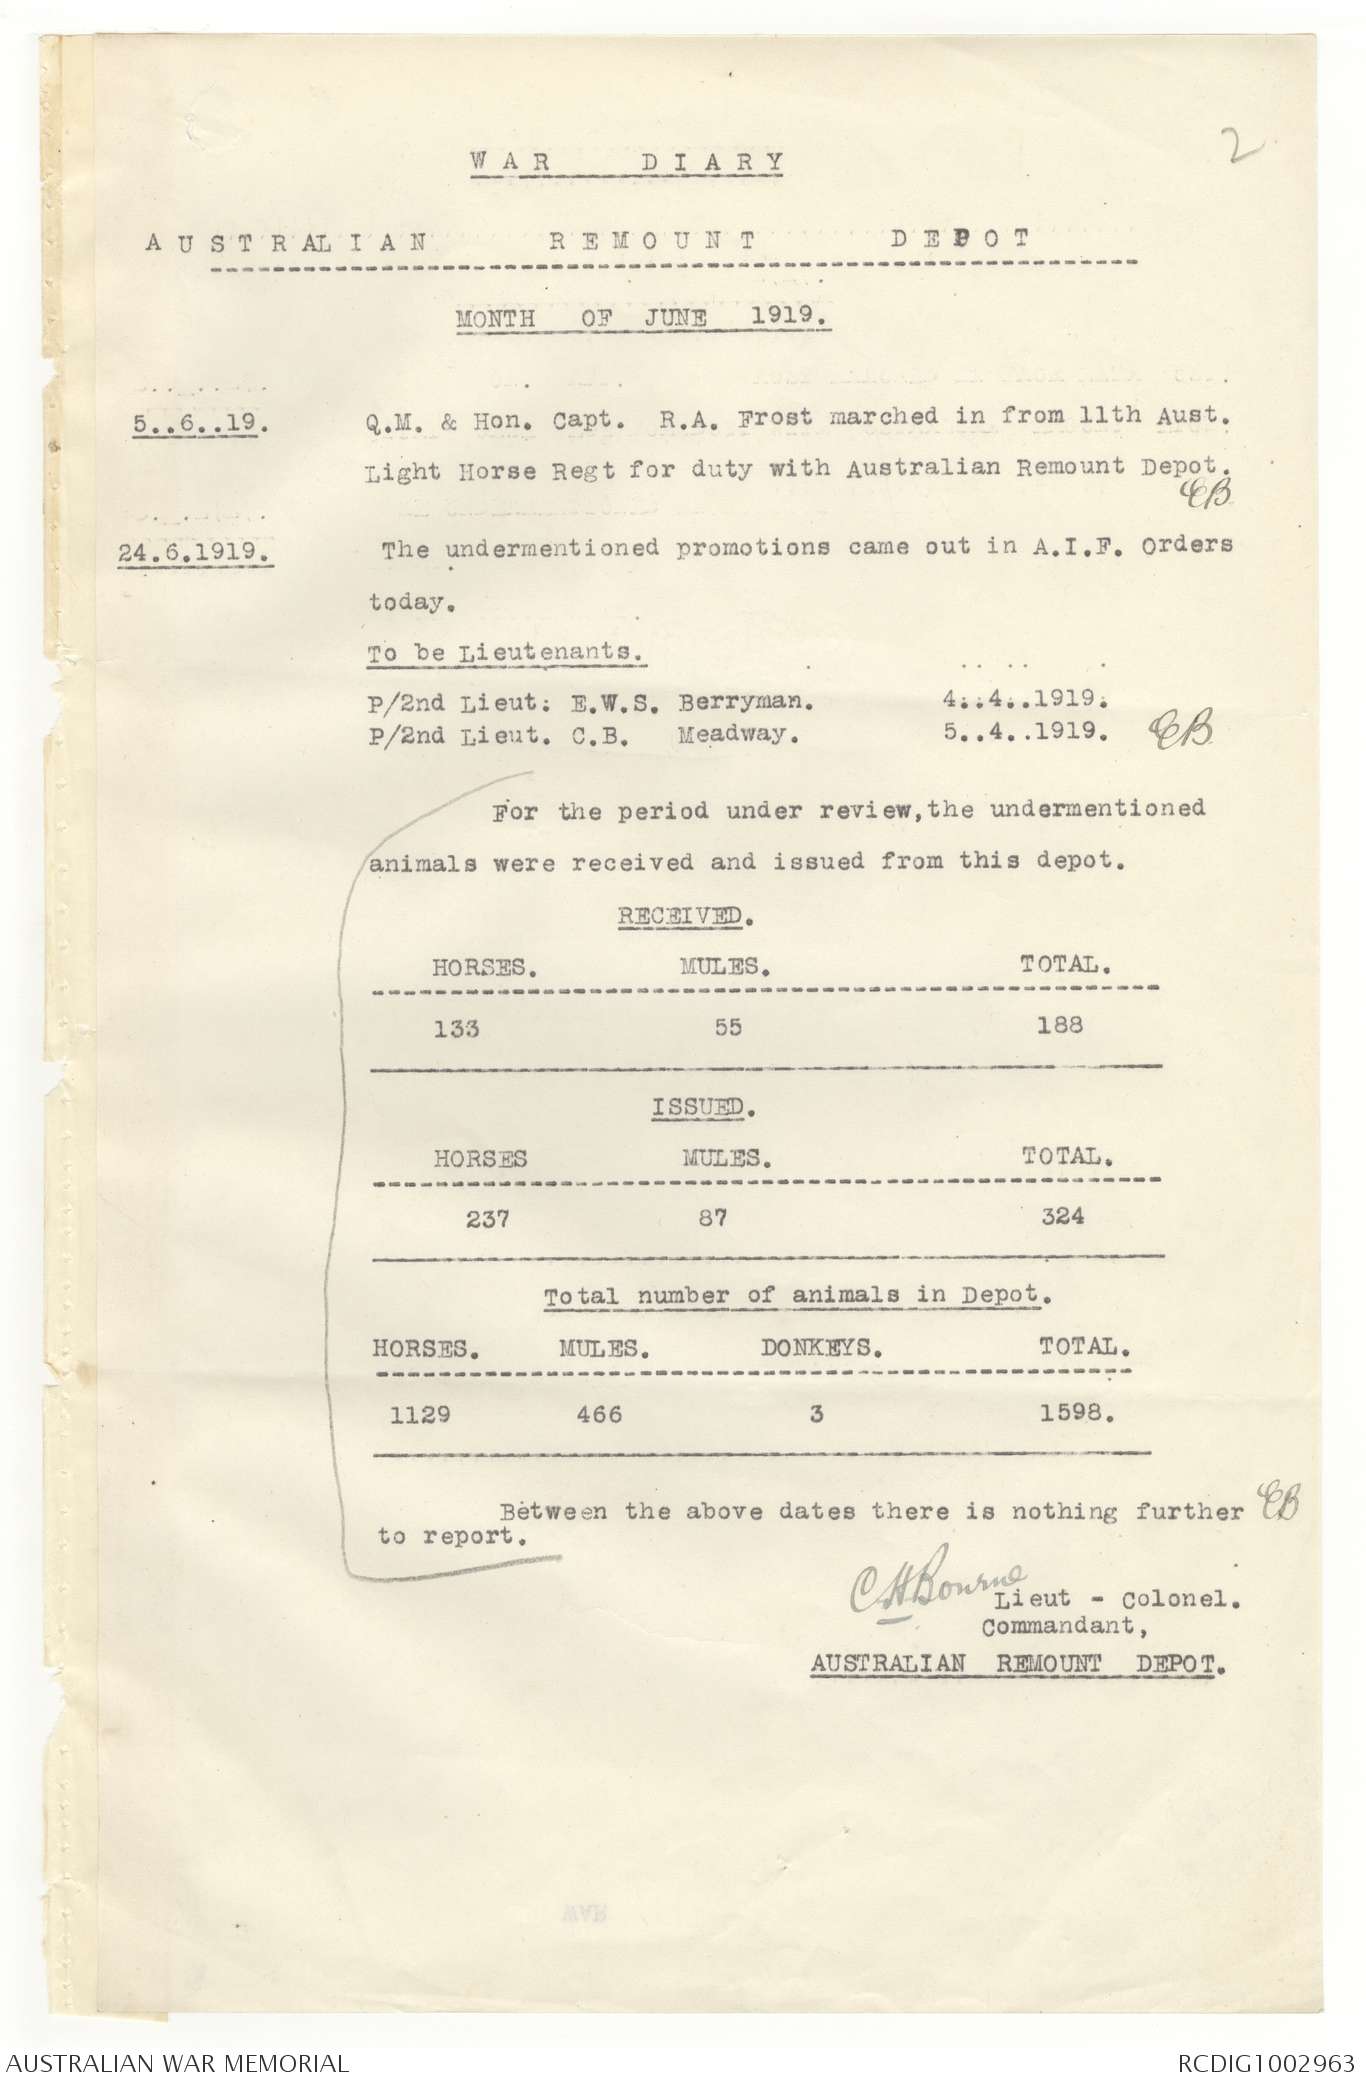 2
WAR DIARY
AUSTRALIAN REMOUNT DEPOT
MONTH OF JUNE 1919.
5..6..19. Q.M. & Hon. Capt. R.A. Frost marched in from 11th Aust.
Light Horse Regt for duty with Australian Remount Depot.
EB
24.6.1919. The undermentioned promotions came out in A.I.F. Orders
today.
To be Lieutenants.
P/2nd Lieut: E.W.S. Berryman. 4..4..1919.
P/2nd Lieut. C.B. Meadway. 5..4..1919. EB
For the period under review,the undermentioned
animals were received and issued from this depot.
RECEIVED.
HORSES. MULES. TOTAL.
133 55 188
ISSUED.
HORSES MULES. TOTAL.
237 87 324
Total number of animals in Depot.
HORSES. MULES. DONKEYS. TOTAL.
1129 466 3 1598.
Between the above dates there is nothing further EB
to report.
CHBourne
Lieut - Colonel.
Commandant,
AUSTRALIAN REMOUNT DEPOT.
AUSTRALIAN WAR MEMORIAL RCDIG1002963